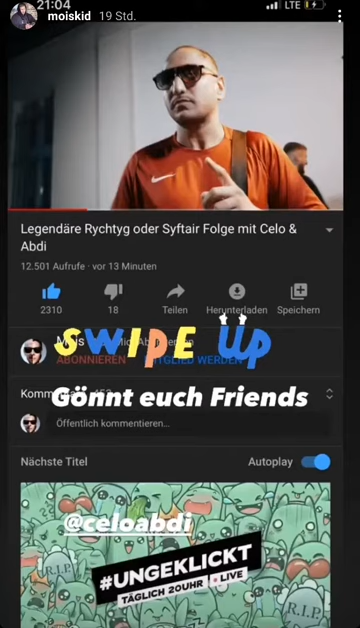 21:04
LTE
moiskid 19 Std.
Legendäre Rychtyg oder Syftair Folge mit Celo &
Abdi
12.501 Aufrufe · vor 13 Minuten
2310
18
Teilen
Herunterladen
Speichern
SWIPE UP
ABONNIEREN
MITGLIED WERDEN
Gönnt euch Friends
Öffentlich kommentieren...
Nächste Titel
Autoplay
@celoabdi
#UNGEKLICKT
TÄGLICH 20UHR LIVE
R.I.P.
R.I.P.